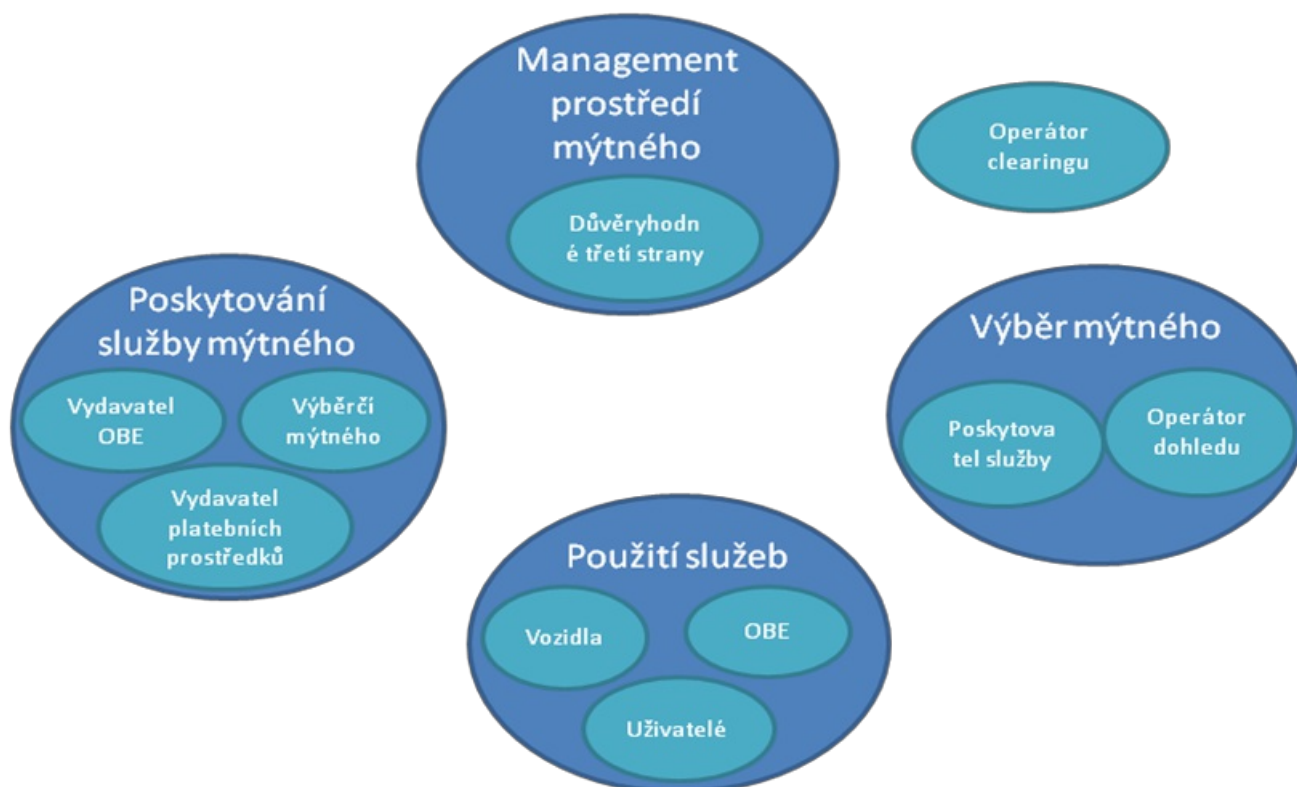 Management
prostředí
mýtného
Důvěryhodn
é třetí strany
Operátor
clearingu
Poskytování
služby mýtného
Vydavatel
OBE
Výběrčí
mýtného
Vydavatel
platebních
prostředků
Výběr mýtného
Poskytova
tel služby
Operátor
dohledu
Použití služeb
Vozidla
OBE
Uživatelé